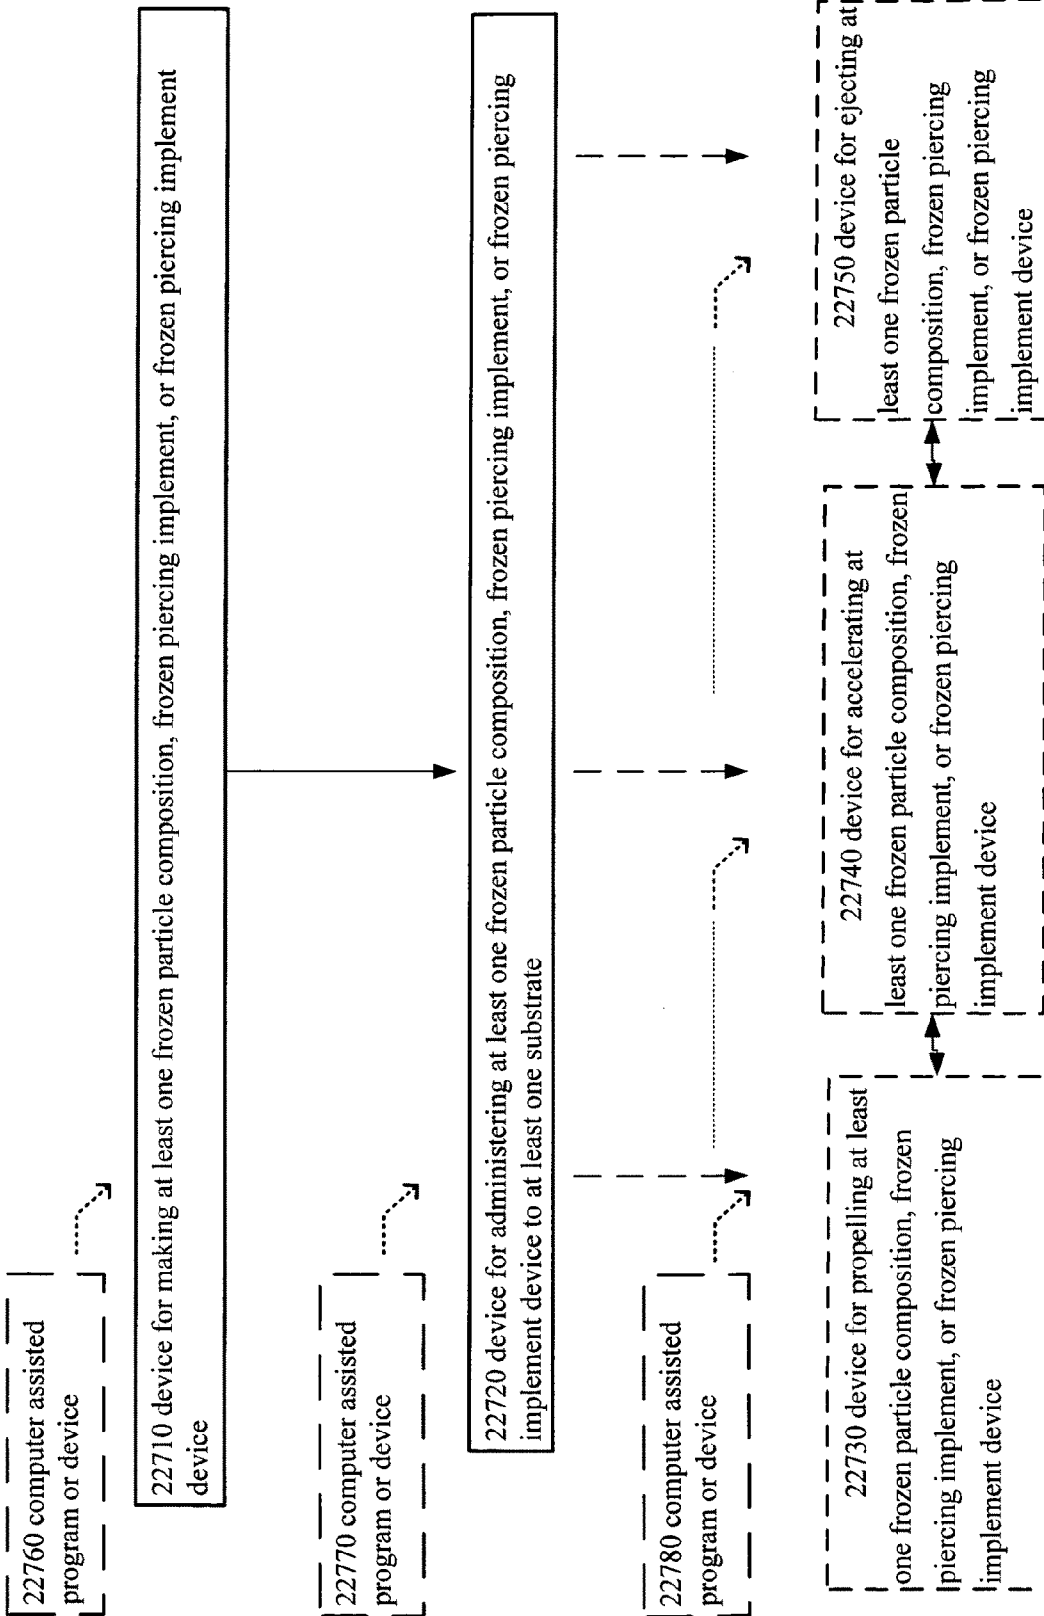 22760 computer assisted
program or device
22710 device for making at least one frozen particle composition, frozen piercing implement, or frozen piercing implement
device
22770 computer assisted
program or device
22720 device for administering at least one frozen particle composition, frozen piercing implement, or frozen piercing
implement device to at least one substrate
22780 computer assisted
program or device
22730 device for propelling at least
one frozen particle composition, frozen
piercing implement, or frozen piercing
implement device
22740 device for accelerating at
least one frozen particle composition, frozen
piercing implement, or frozen piercing
implement device
22750 device for ejecting at
least one frozen particle
composition, frozen piercing
implement, or frozen piercing
implement device